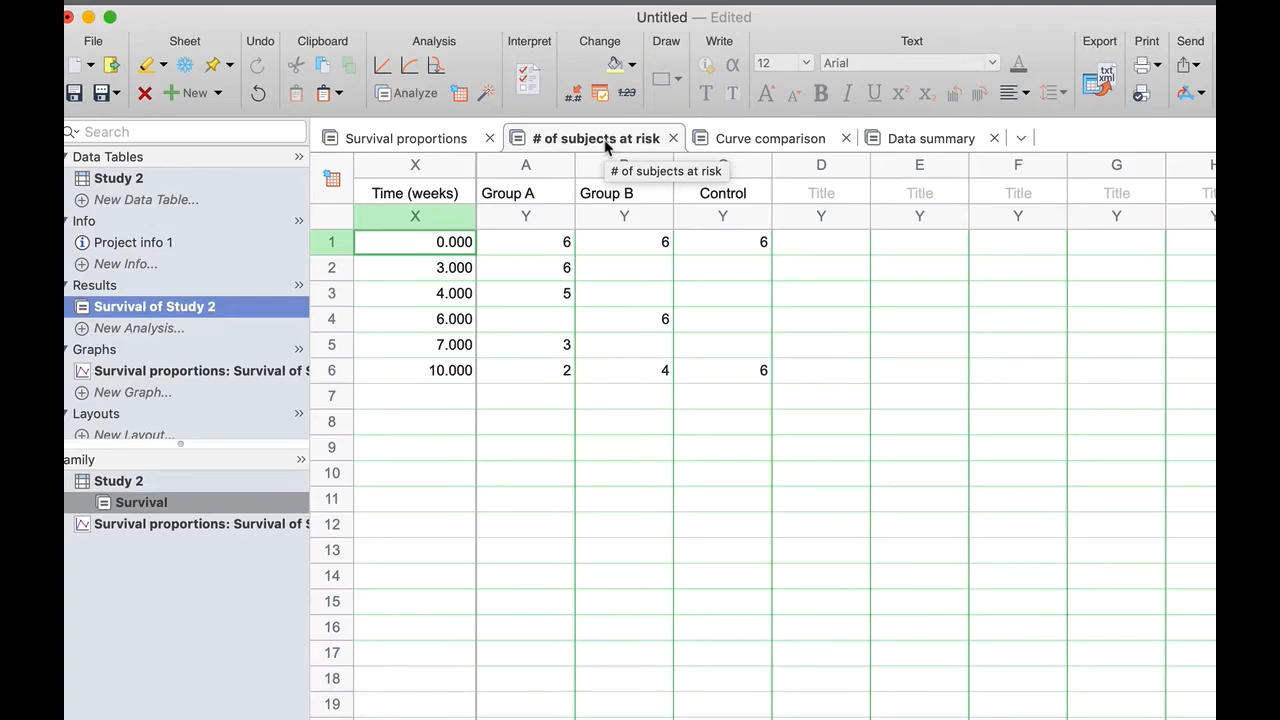 Untitled — Edited
File Sheet Undo Clipboard Analysis Interpret Change Draw Write Text Export Print Send
α 12 Arial A txt xml
New Analyze 123 T T A A B I U X² X₂
Search
Data Tables
Study 2
New Data Table...
Info
Project info 1
New Info...
Results
Survival of Study 2
New Analysis...
Graphs
Survival proportions: Survival of S
New Graph...
Layouts
New Layout...
amily
Study 2
Survival
Survival proportions: Survival of S
Survival proportions # of subjects at risk Curve comparison Data summary
# of subjects at risk
X A B C D E F G H
Time (weeks) Group A Group B Control Title Title Title Title
X Y Y Y Y Y Y Y Y
1 0.000 6 6 6
2 3.000 6
3 4.000 5
4 6.000 6
5 7.000 3
6 10.000 2 4 6
7
8
9
10
11
12
13
14
15
16
17
18
19